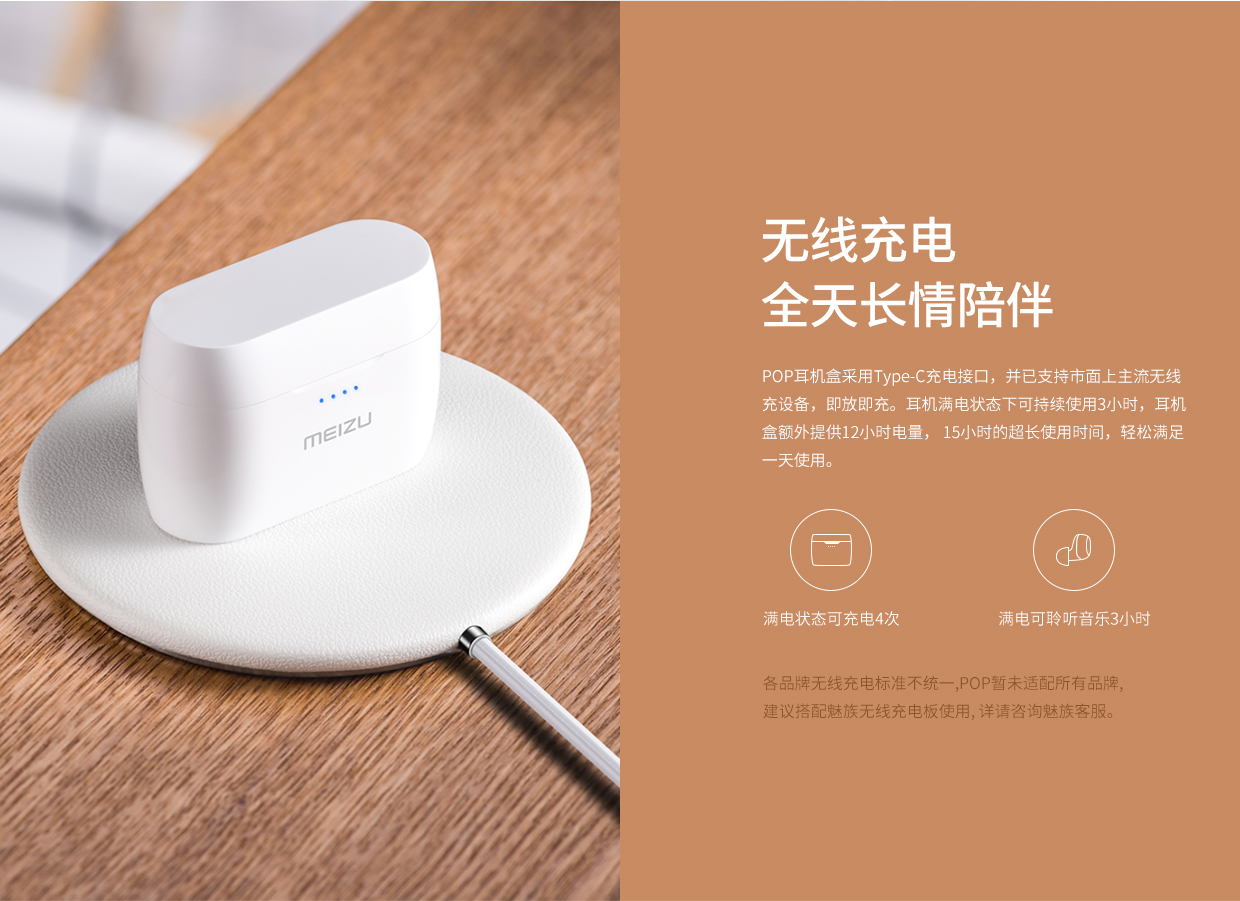 MEIZU
无线充电
全天长情陪伴
POP耳机盒采用Type-C充电接口，并已支持市面上主流无线
充设备，即放即充。耳机满电状态下可持续使用3小时，耳机
盒额外提供12小时电量， 15小时的超长使用时间，轻松满足
一天使用。
满电状态可充电4次
满电可聆听音乐3小时
各品牌无线充电标准不统一,POP暂未适配所有品牌,
建议搭配魅族无线充电板使用, 详请咨询魅族客服。